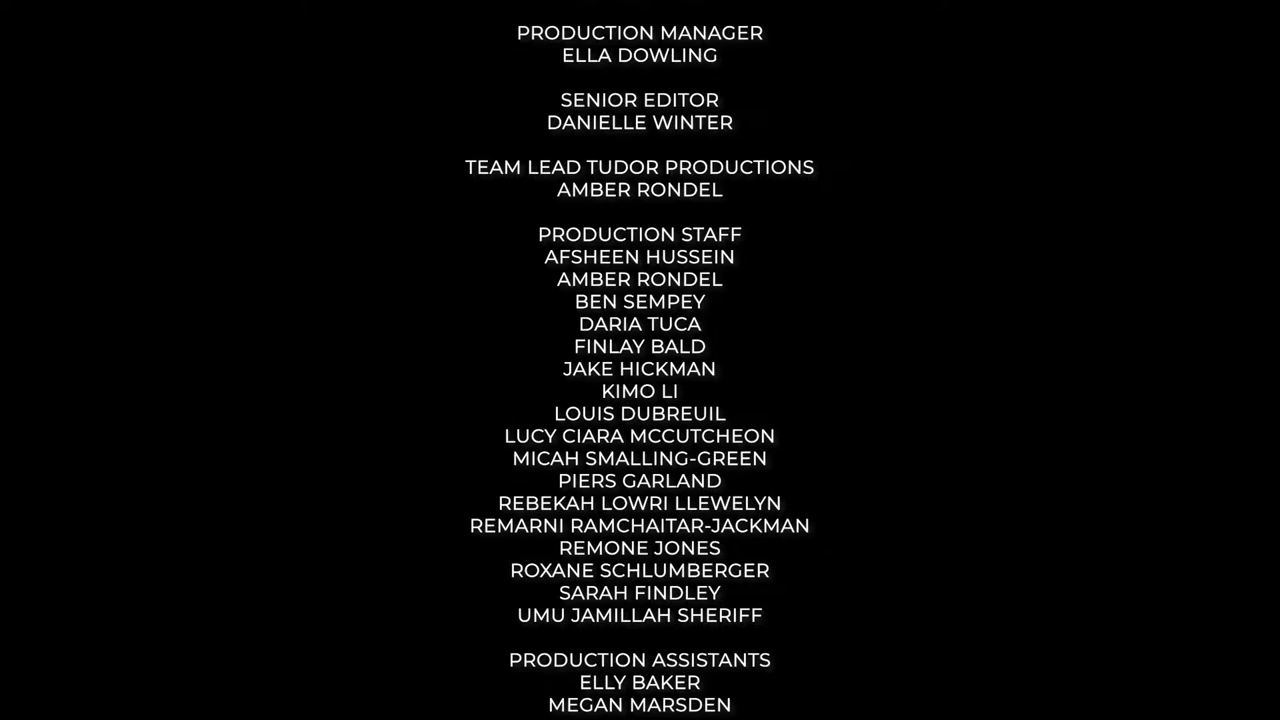 PRODUCTION MANAGER
ELLA DOWLING
SENIOR EDITOR
DANIELLE WINTER
TEAM LEAD TUDOR PRODUCTIONS
AMBER RONDEL
PRODUCTION STAFF
AFSHEEN HUSSEIN
AMBER RONDEL
BEN SEMPEY
DARIA TUCA
FINLAY BALD
JAKE HICKMAN
KIMO LI
LOUIS DUBREUIL
LUCY CIARA MCCUTCHEON
MICAH SMALLING-GREEN
PIERS GARLAND
REBEKAH LOWRI LLEWELYN
REMARNI RAMCHAITAR-JACKMAN
REMONE JONES
ROXANE SCHLUMBERGER
SARAH FINDLEY
UMU JAMILLAH SHERIFF
PRODUCTION ASSISTANTS
ELLY BAKER
MEGAN MARSDEN